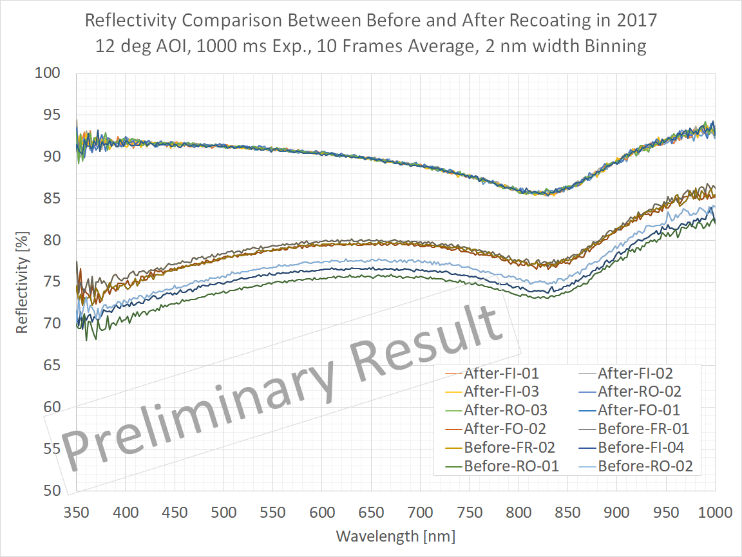 Reflectivity Comparison Between Before and After Recoating in 2017
12 deg AOI, 1000 ms Exp., 10 Frames Average, 2 nm width Binning
100
95
90
85
80
75
70
65
60
55
50
Reflectivity [%]
Preliminary Result
After-FI-01 After-FI-02
After-FI-03 After-RO-02
After-RO-03 After-FO-01
After-FO-02 Before-FR-01
Before-FR-02 Before-FI-04
Before-RO-01 Before-RO-02
350 400 450 500 550 600 650 700 750 800 850 900 950 1000
Wavelength [nm]